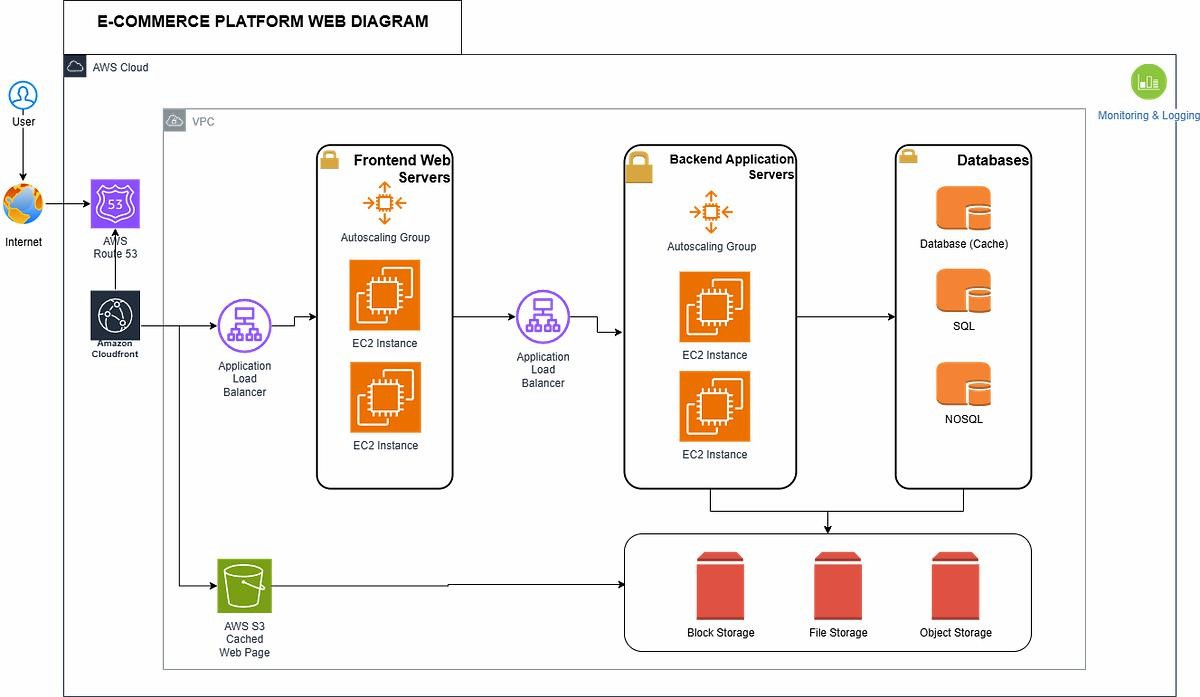 E-COMMERCE PLATFORM WEB DIAGRAM
AWS Cloud
Monitoring & Logging
User
VPC
Internet
53
AWS
Route 53
Amazon
Cloudfront
Application
Load
Balancer
Frontend Web
Servers
Autoscaling Group
EC2 Instance
EC2 Instance
Application
Load
Balancer
Backend Application
Servers
Autoscaling Group
EC2 Instance
EC2 Instance
Databases
Database (Cache)
SQL
NOSQL
AWS S3
Cached
Web Page
Block Storage
File Storage
Object Storage